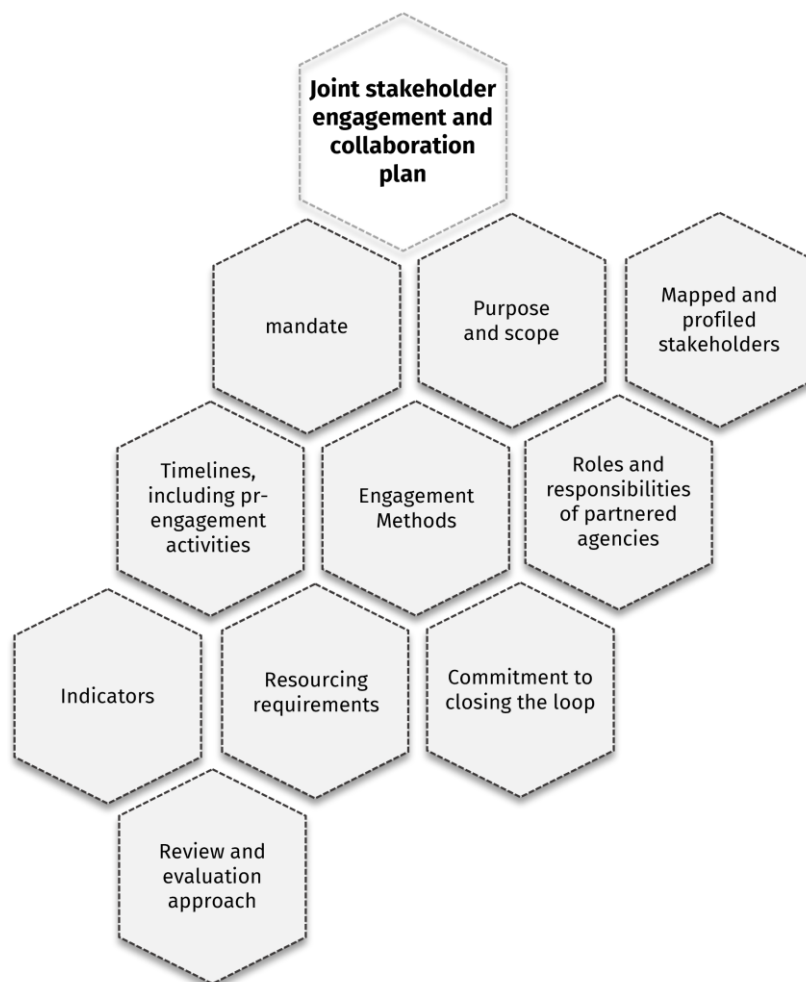 Joint stakeholder
engagement and
collaboration
plan
mandate
Purpose
and scope
Mapped and
profiled
stakeholders
Timelines,
including pr-
engagement
activities
Engagement
Methods
Roles and
responsibilities
of partnered
agencies
Indicators
Resourcing
requirements
Commitment to
closing the loop
Review and
evaluation
approach